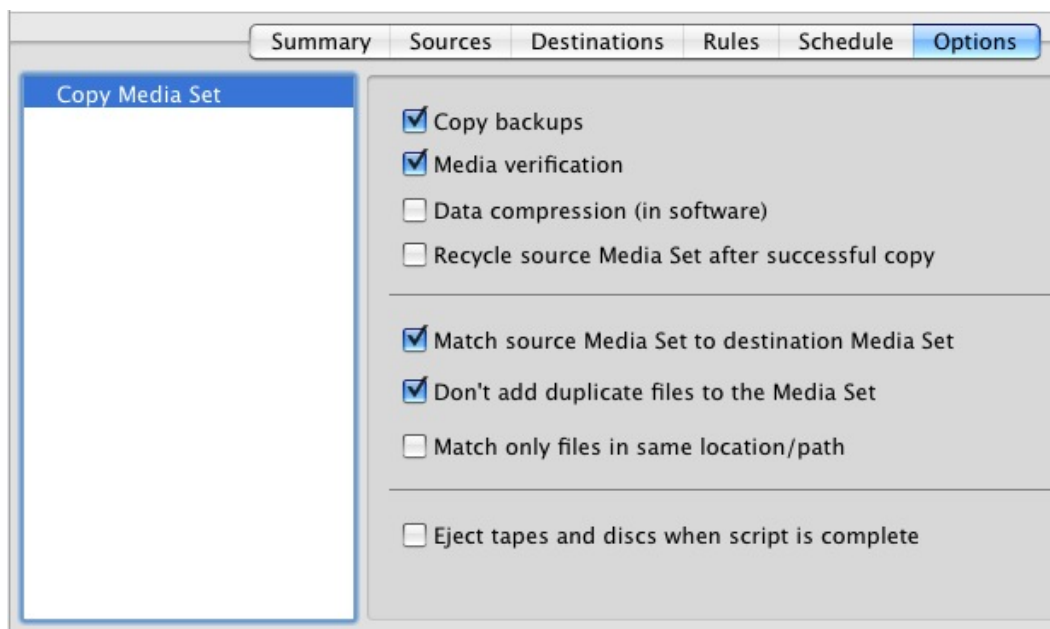 Summary Sources Destinations Rules Schedule Options
Copy Media Set
Copy backups
Media verification
Data compression (in software)
Recycle source Media Set after successful copy
Match source Media Set to destination Media Set
Don't add duplicate files to the Media Set
Match only files in same location/path
Eject tapes and discs when script is complete